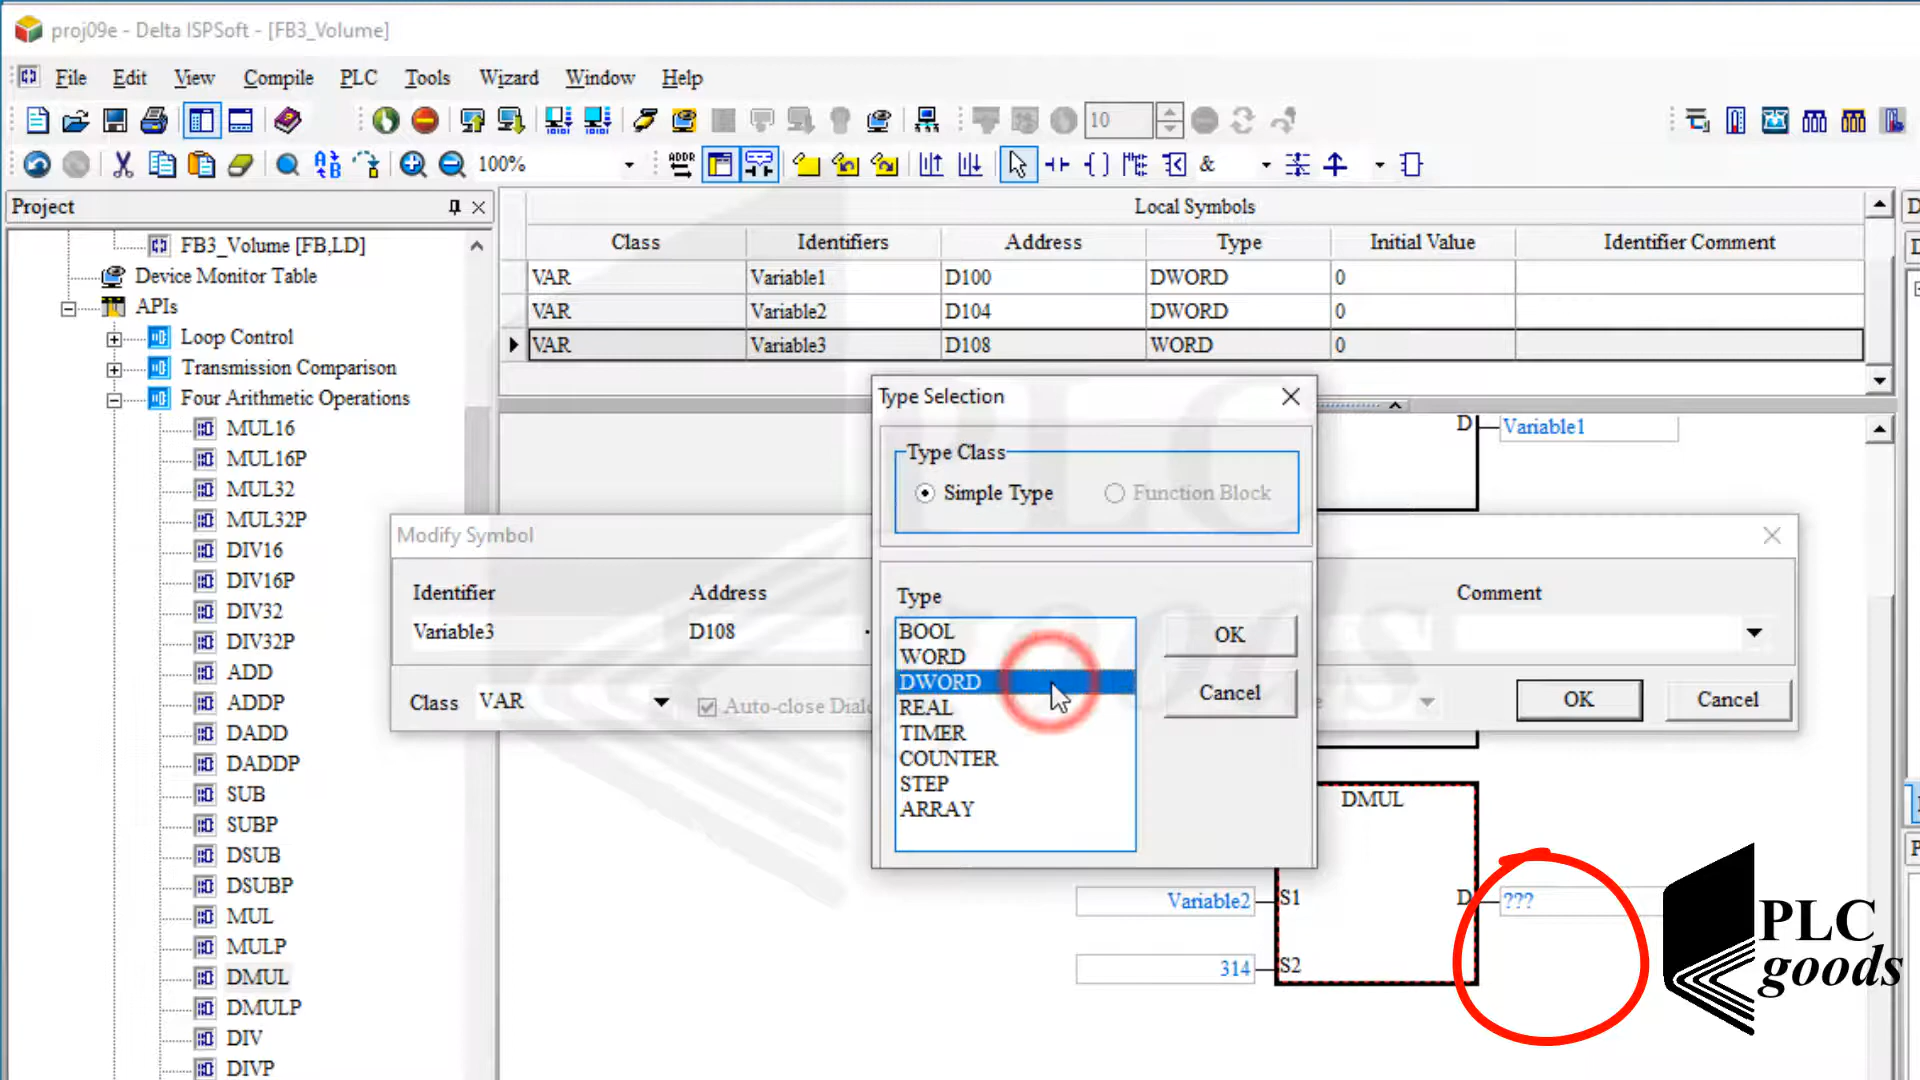 proj09e - Delta ISPSoft - [FB3_Volume]
File Edit View Compile PLC Tools Wizard Window Help
10
100%
ADDR
&
Project
FB3_Volume [FB,LD]
Device Monitor Table
APIs
Loop Control
Transmission Comparison
Four Arithmetic Operations
MUL16
MUL16P
MUL32
MUL32P
DIV16
DIV16P
DIV32
DIV32P
ADD
ADDP
DADD
DADDP
SUB
SUBP
DSUB
DSUBP
MUL
MULP
DMUL
DMULP
DIV
DIVP
Local Symbols
Class Identifiers Address Type Initial Value Identifier Comment
VAR Variable1 D100 DWORD 0
VAR Variable2 D104 DWORD 0
VAR Variable3 D108 WORD 0
D Variable1
Modify Symbol
Identifier Address Comment
Variable3 D108
Class VAR Auto-close
OK Cancel
Type Selection
Type Class
Simple Type Function Block
Type
BOOL
WORD
DWORD
REAL
TIMER
COUNTER
STEP
ARRAY
OK
Cancel
DMUL
Variable2 S1 D ???
314 S2
PLC
goods